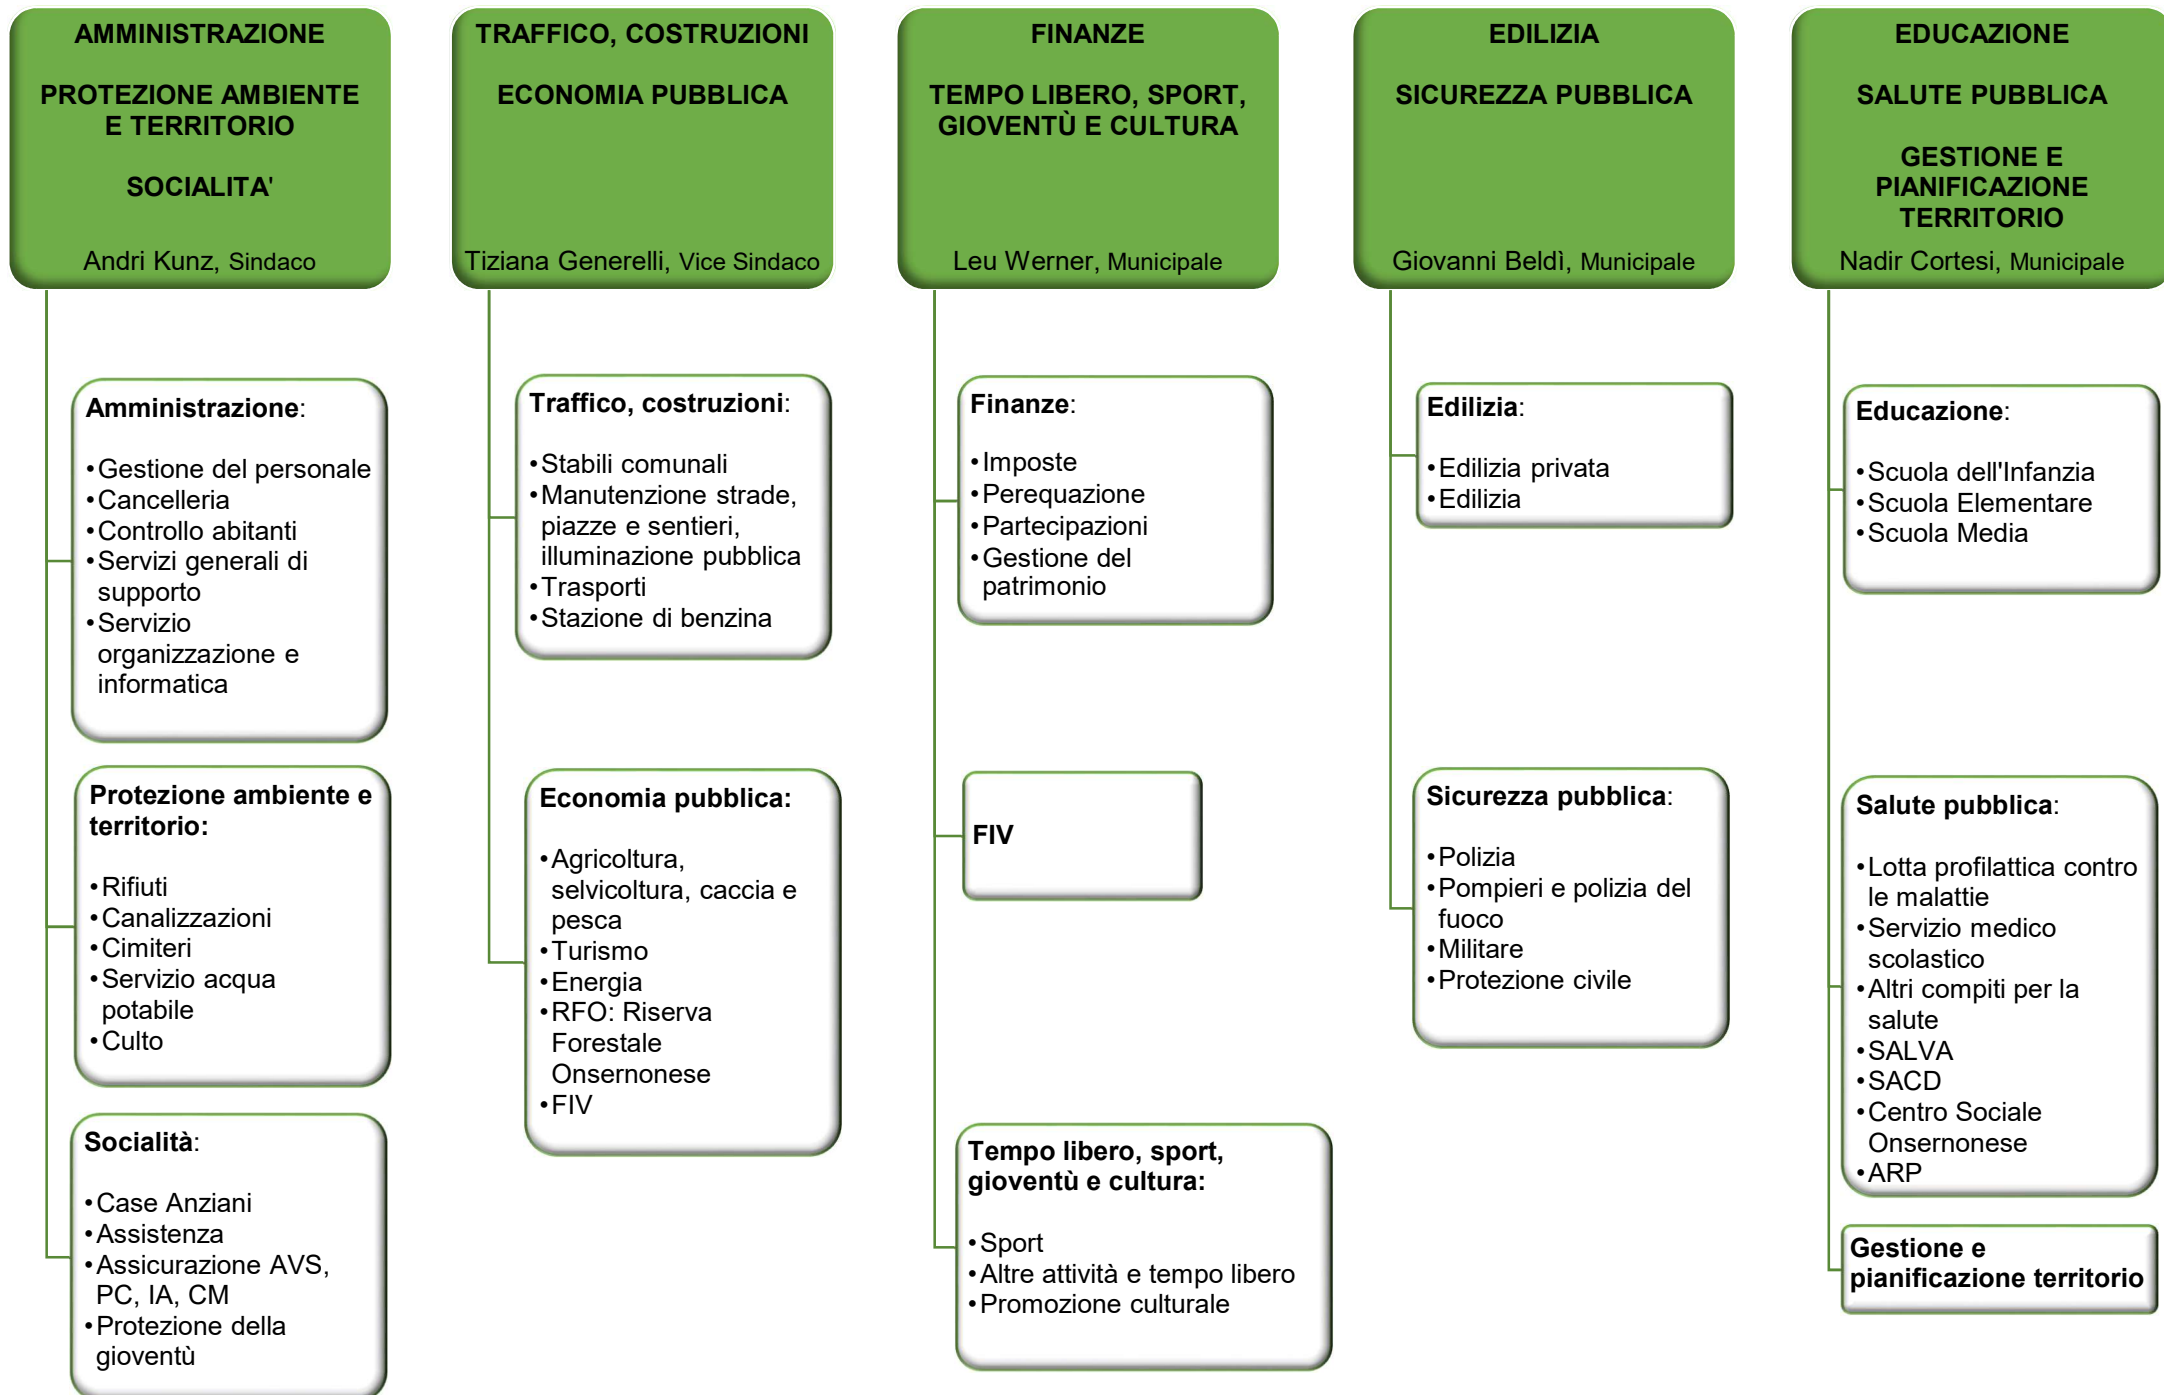 AMMINISTRAZIONE
PROTEZIONE AMBIENTE
E TERRITORIO
SOCIALITA'
Andri Kunz, Sindaco
Amministrazione:
•Gestione del personale
•Cancelleria
•Controllo abitanti
•Servizi generali di
supporto
•Servizio
organizzazione e
informatica
Protezione ambiente e
territorio:
•Rifiuti
•Canalizzazioni
•Cimiteri
•Servizio acqua
potabile
•Culto
Socialità:
•Case Anziani
•Assistenza
•Assicurazione AVS,
PC, IA, CM
•Protezione della
gioventù
TRAFFICO, COSTRUZIONI
ECONOMIA PUBBLICA
Tiziana Generelli, Vice Sindaco
Traffico, costruzioni:
•Stabili comunali
•Manutenzione strade,
piazze e sentieri,
illuminazione pubblica
•Trasporti
•Stazione di benzina
Economia pubblica:
•Agricoltura,
selvicoltura, caccia e
pesca
•Turismo
•Energia
•RFO: Riserva
Forestale
Onsernonese
•FIV
FINANZE
TEMPO LIBERO, SPORT,
GIOVENTÙ E CULTURA
Leu Werner, Municipale
Finanze:
•Imposte
•Perequazione
•Partecipazioni
•Gestione del
patrimonio
FIV
Tempo libero, sport,
gioventù e cultura:
•Sport
•Altre attività e tempo libero
•Promozione culturale
EDILIZIA
SICUREZZA PUBBLICA
Giovanni Beldì, Municipale
Edilizia:
•Edilizia privata
•Edilizia
Sicurezza pubblica:
•Polizia
•Pompieri e polizia del
fuoco
•Militare
•Protezione civile
EDUCAZIONE
SALUTE PUBBLICA
GESTIONE E
PIANIFICAZIONE
TERRITORIO
Nadir Cortesi, Municipale
Educazione:
•Scuola dell'Infanzia
•Scuola Elementare
•Scuola Media
Salute pubblica:
•Lotta profilattica contro
le malattie
•Servizio medico
scolastico
•Altri compiti per la
salute
•SALVA
•SACD
•Centro Sociale
Onsernonese
•ARP
Gestione e
pianificazione territorio